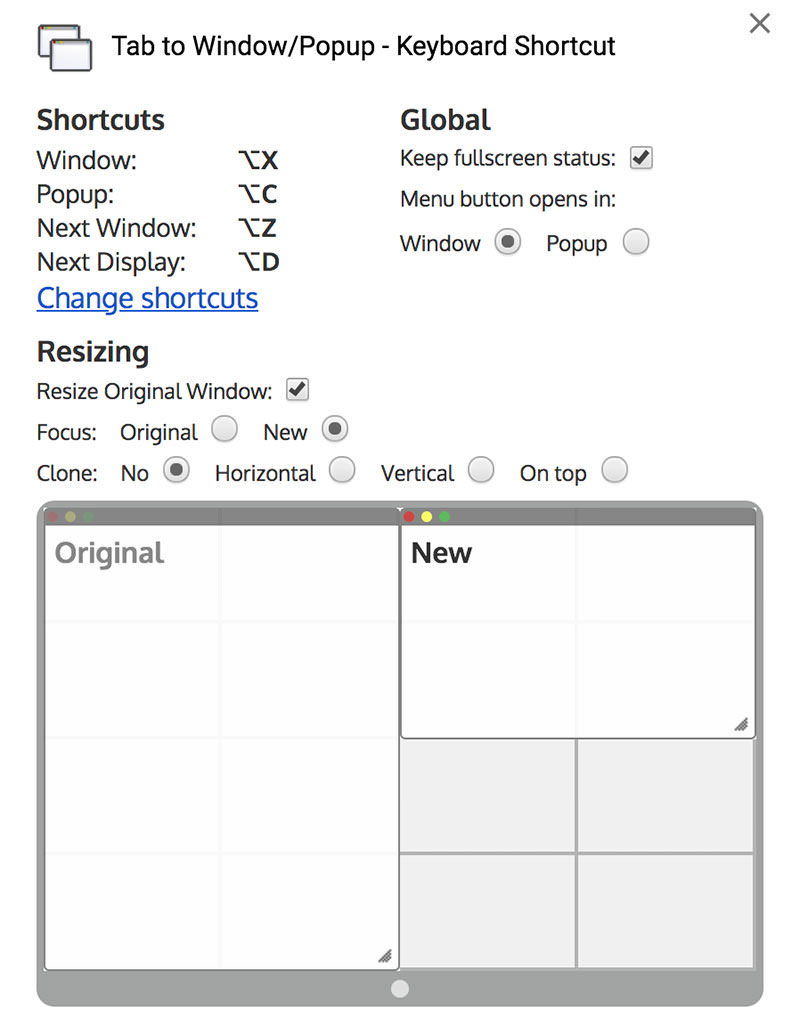 Tab to Window/Popup - Keyboard Shortcut
Shortcuts
Window: ⌥X
Popup: ⌥C
Next Window: ⌥Z
Next Display: ⌥D
Change shortcuts
Global
Keep fullscreen status:
Menu button opens in:
Window Popup
Resizing
Resize Original Window:
Focus: Original New
Clone: No Horizontal Vertical On top
Original New